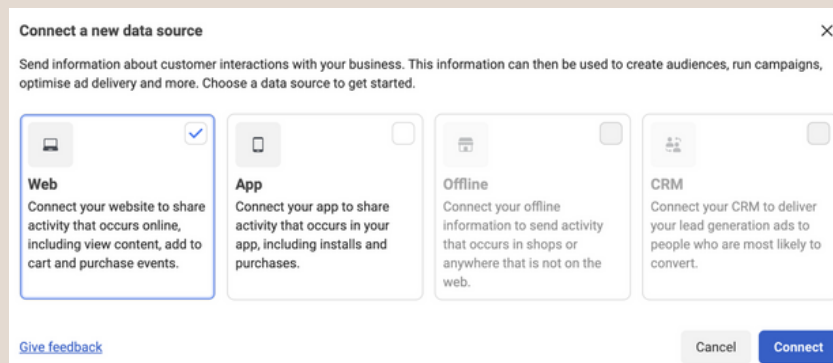 Connect a new data source
Send information about customer interactions with your business. This information can then be used to create audiences, run campaigns,
optimise ad delivery and more. Choose a data source to get started.
Web
Connect your website to share
activity that occurs online,
including view content, add to
cart and purchase events.
App
Connect your app to share
activity that occurs in your
app, including installs and
purchases.
Offline
Connect your offline
information to send activity
that occurs in shops or
anywhere that is not on the
web.
CRM
Connect your CRM to deliver
your lead generation ads to
people who are most likely to
convert.
Give feedback
Cancel
Connect